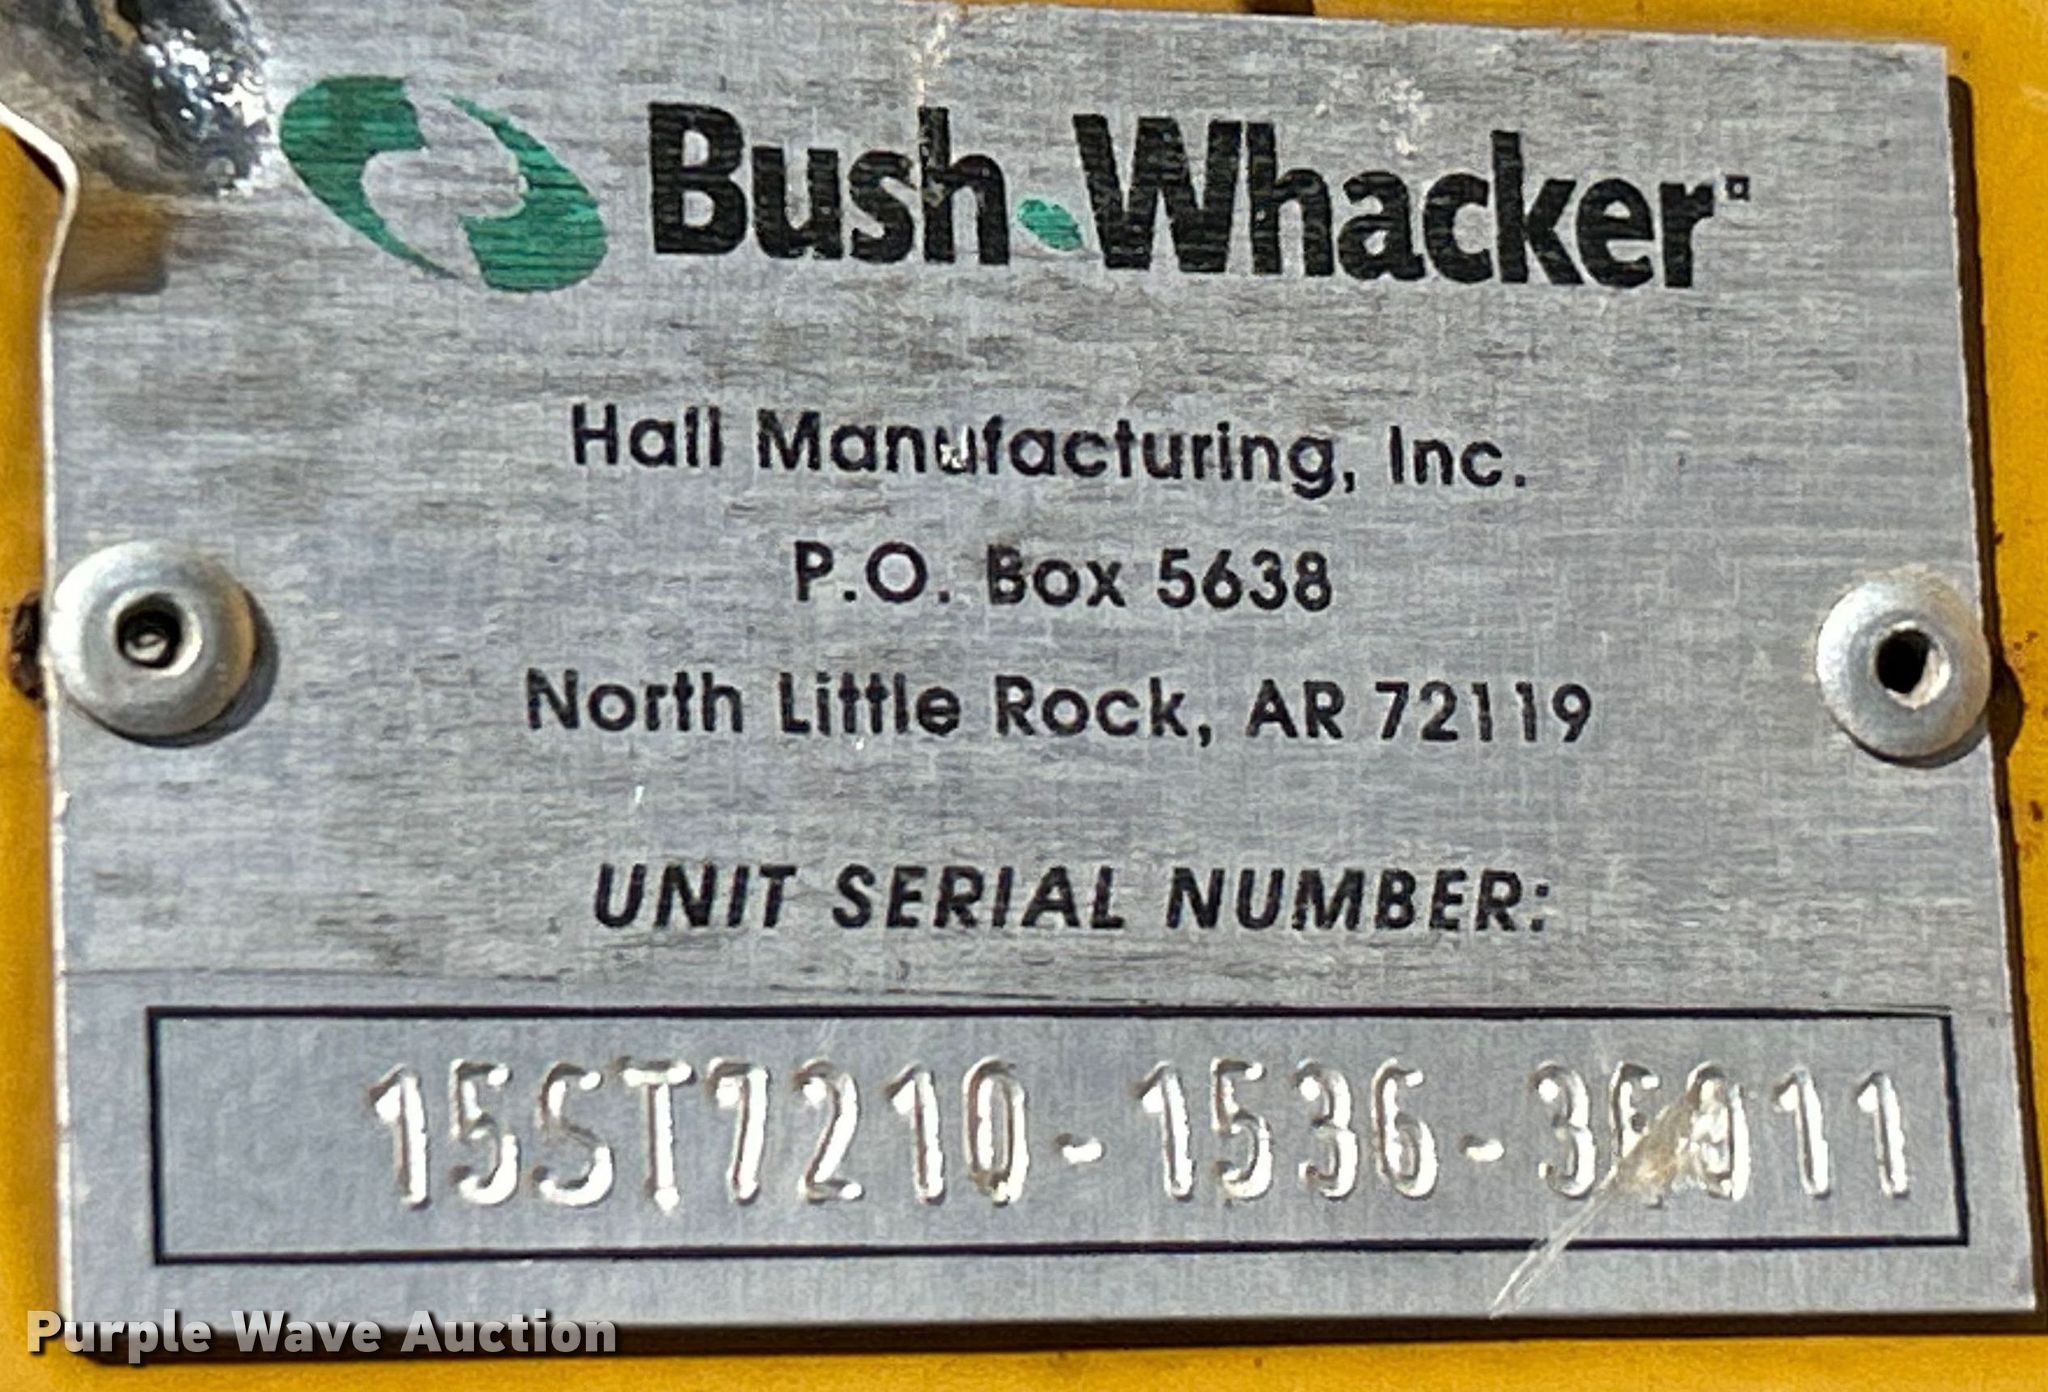 Bush-Whacker
Hall Manufacturing, Inc.
P.O. Box 5638
North Little Rock, AR 72119
UNIT SERIAL NUMBER:
Purple Wave Auction